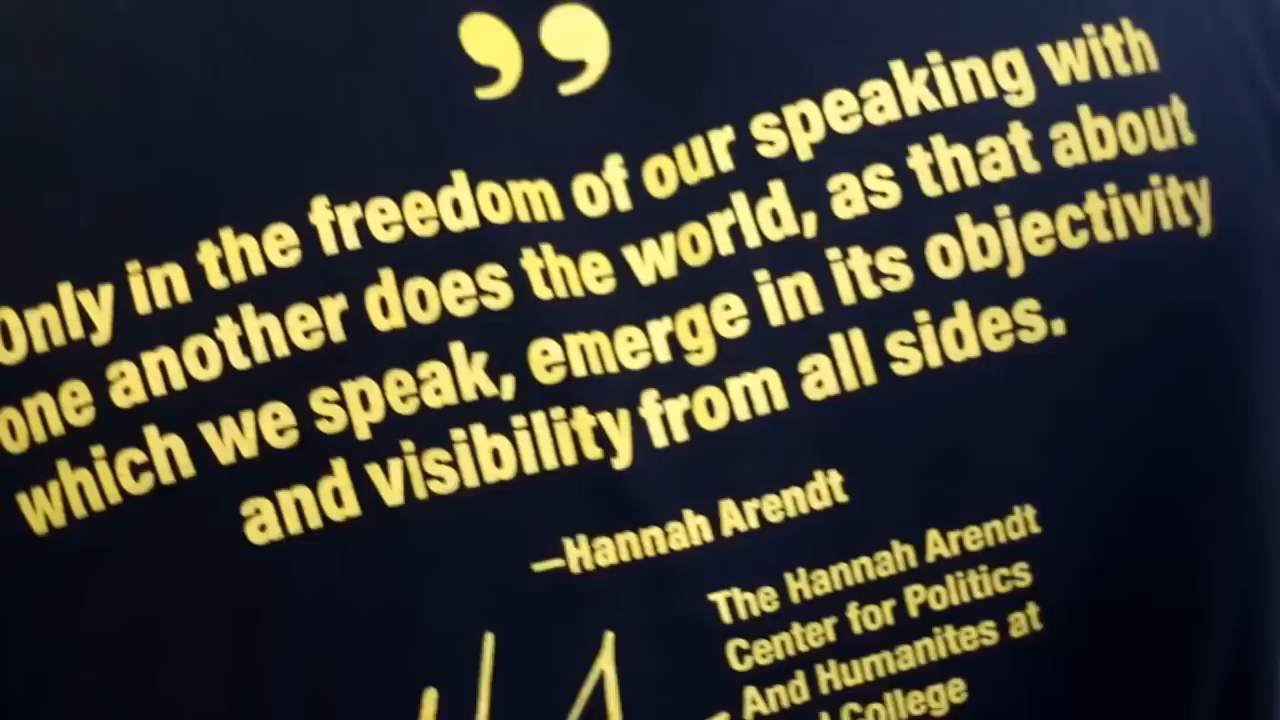 ”
Only in the freedom of our speaking with
one another does the world, as that about
which we speak, emerge in its objectivity
and visibility from all sides.
—Hannah Arendt
The Hannah Arendt
Center for Politics
And Humanites at
College